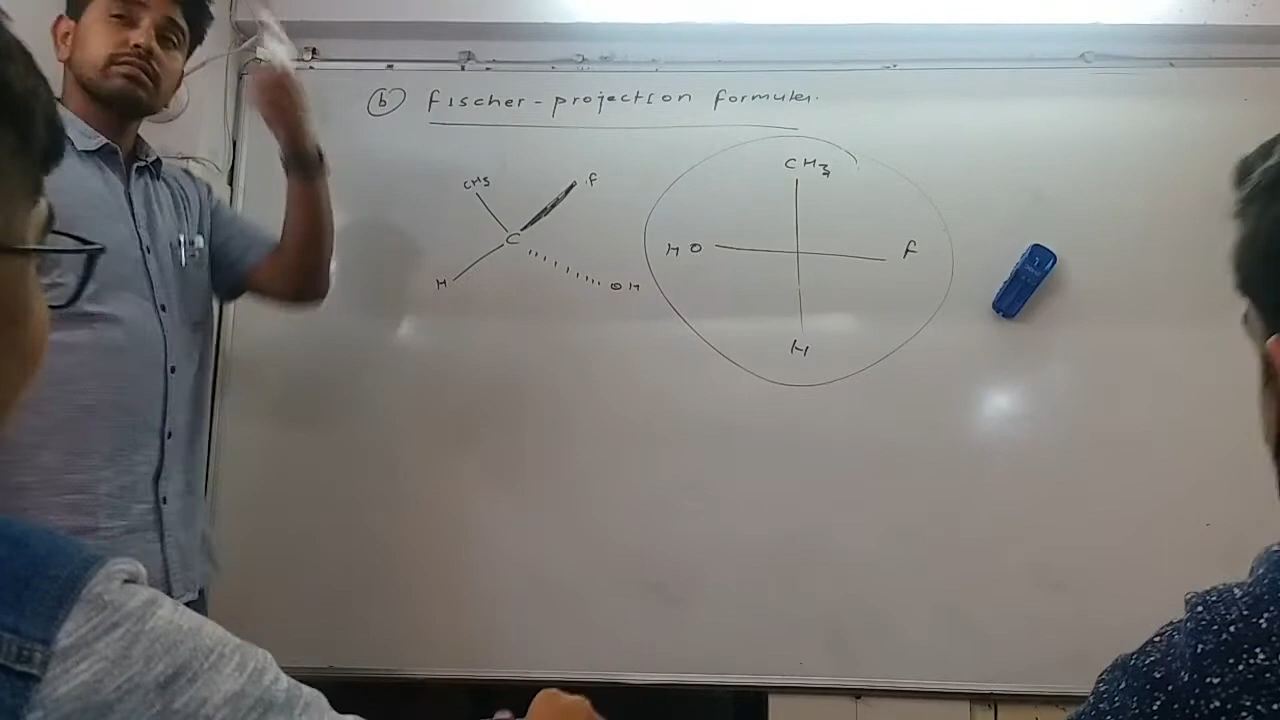 (b) Fischer-projection formula.
CH3 F
C
H OH
CH3
HO F
H